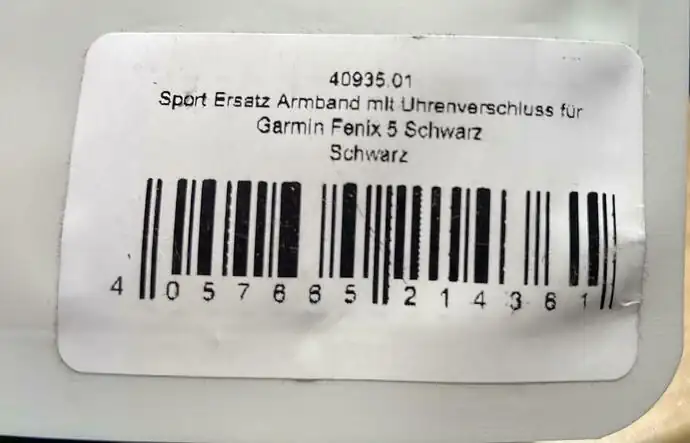 40935.01
Sport Ersatz Armband mit Uhrenverschluss für
Garmin Fenix 5 Schwarz
Schwarz
4 057665 214361